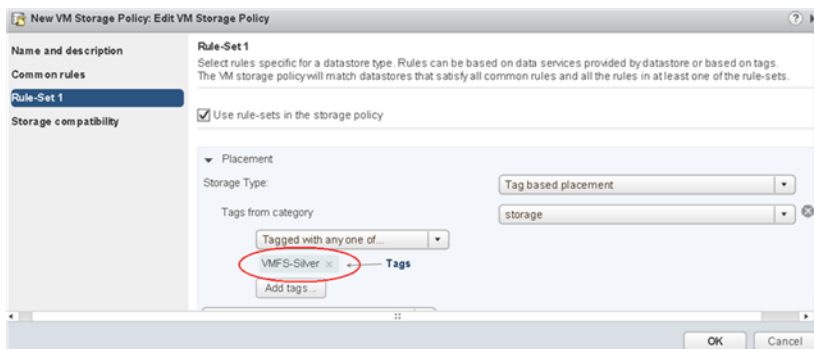 New VM Storage Policy: Edit VM Storage Policy
?
Name and description
Common rules
Rule-Set 1
Storage compatibility
Rule-Set 1
Select rules specific for a datastore type. Rules can be based on data services provided by datastore or based on tags.
The VM storage policy will match datastores that satisfy all common rules and all the rules in at least one of the rule-sets.
Use rule-sets in the storage policy
Placement
Storage Type:
Tag based placement
Tags from category
storage
Tagged with any one of...
VMFS-Silver
Tags
Add tags...
OK
Cancel